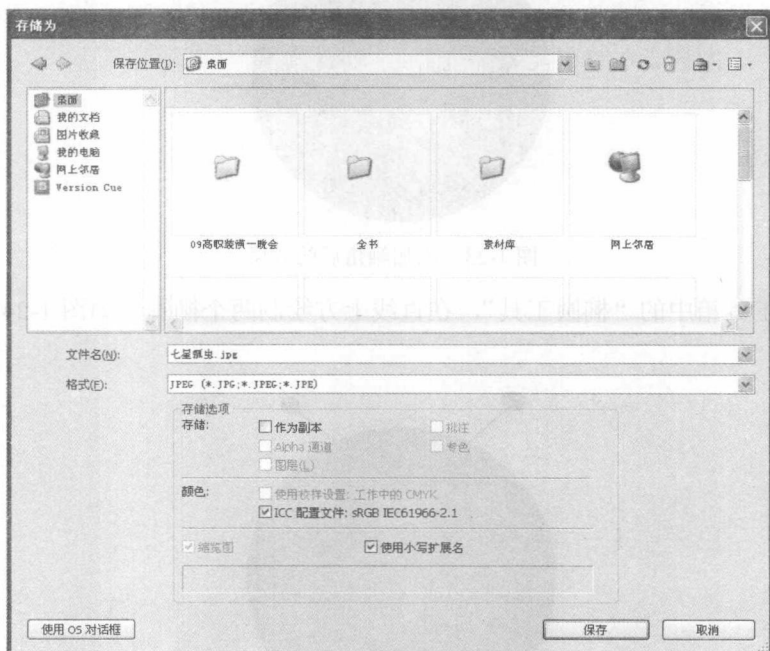 存储为
保存位置(I): 桌面
桌面
我的文档
图片收藏
我的电脑
网上邻居
Version Cue
09高职装潢一晚会
全书
素材库
网上邻居
文件名(N): 七星瓢虫.jpg
格式(F): JPEG (*.JPG;*.JPEG;*.JPE)
存储选项
存储: 作为副本 批注
Alpha 通道 专色
图层(L)
颜色: 使用校样设置: 工作中的 CMYK
ICC 配置文件: sRGB IEC61966-2.1
缩览图 使用小写扩展名
使用 OS 对话框 保存 取消